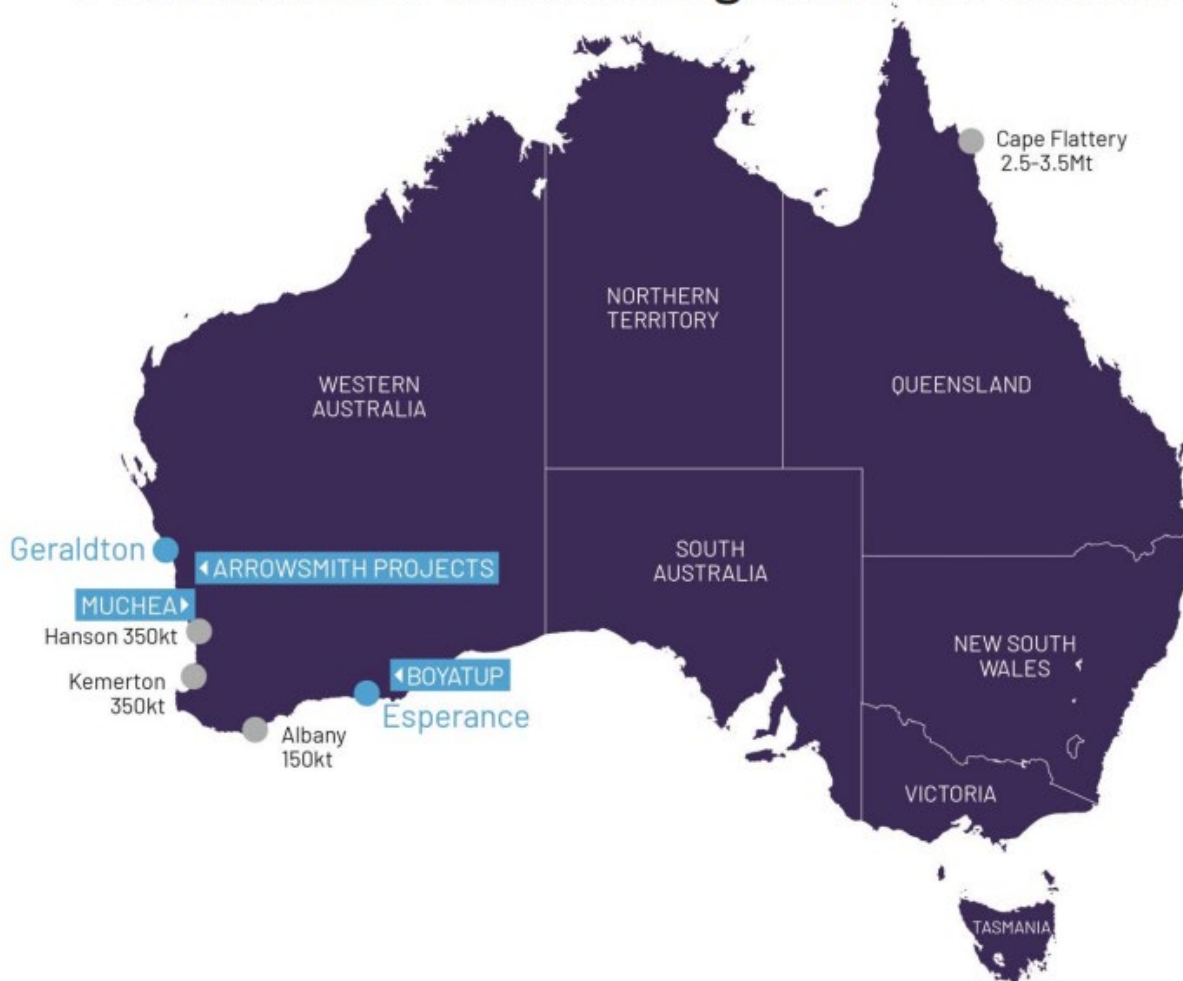 Cape Flattery
2.5-3.5Mt
NORTHERN
TERRITORY
WESTERN
AUSTRALIA
QUEENSLAND
Geraldton
ARROWSMITH PROJECTS
SOUTH
AUSTRALIA
MUCHEA
Hanson 350kt
NEW SOUTH
WALES
Kemerton
350kt
BOYATUP
Esperance
Albany
150kt
VICTORIA
TASMANIA